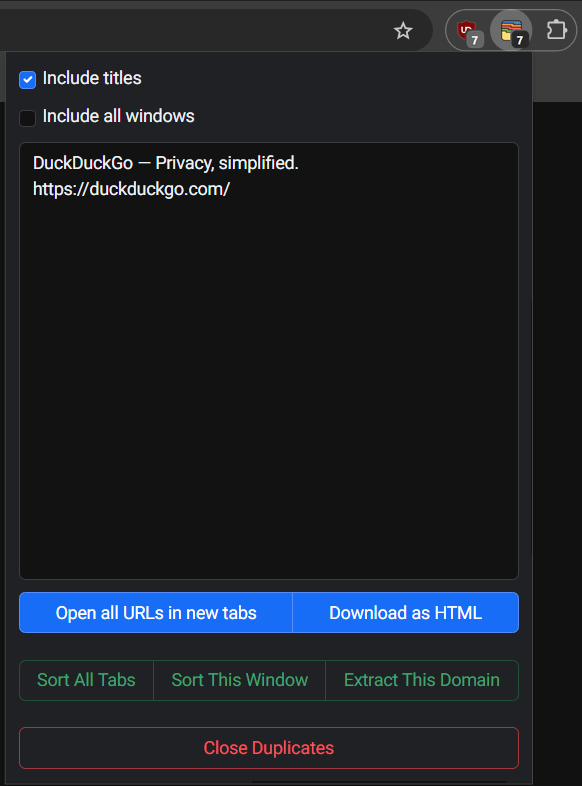 7
7
Include titles
Include all windows
DuckDuckGo — Privacy, simplified.
https://duckduckgo.com/
Open all URLs in new tabs
Download as HTML
Sort All Tabs
Sort This Window
Extract This Domain
Close Duplicates